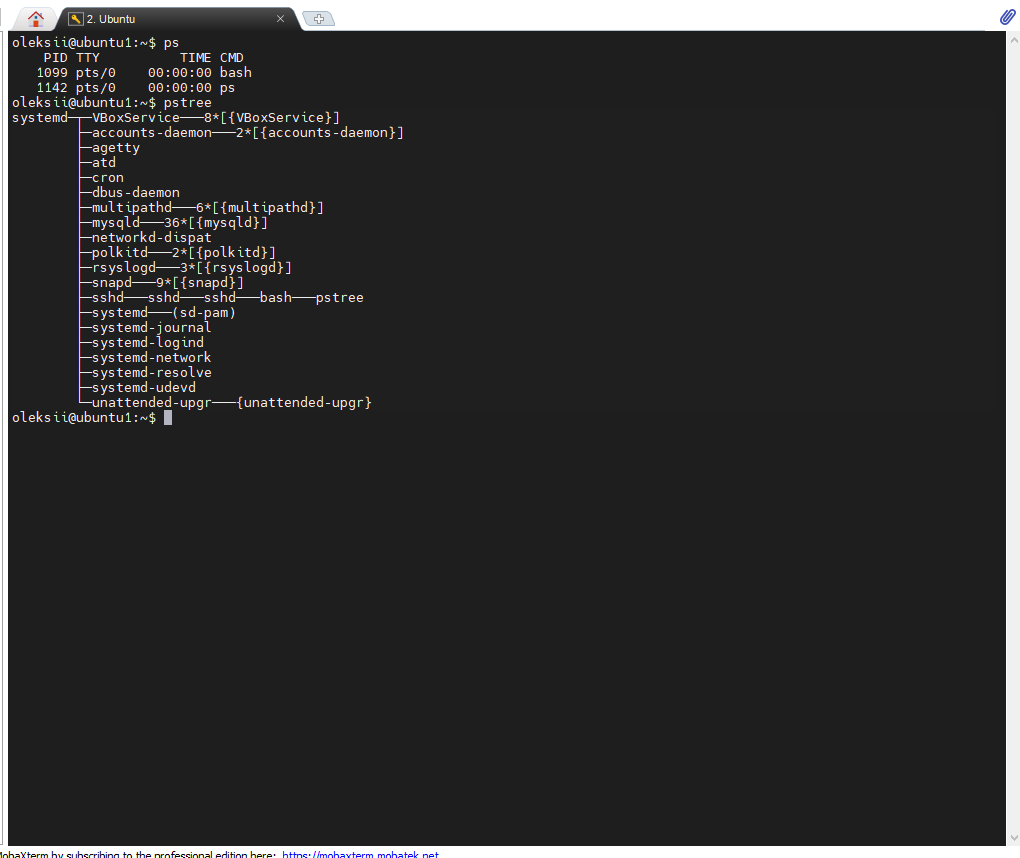 2. Ubuntu
oleksii@ubuntu1:~$ ps
    PID TTY          TIME CMD
   1099 pts/0    00:00:00 bash
   1142 pts/0    00:00:00 ps
oleksii@ubuntu1:~$ pstree
systemd─┬─VBoxService───8*[{VBoxService}]
        ├─accounts-daemon───2*[{accounts-daemon}]
        ├─agetty
        ├─atd
        ├─cron
        ├─dbus-daemon
        ├─multipathd───6*[{multipathd}]
        ├─mysqld───36*[{mysqld}]
        ├─networkd-dispat
        ├─polkitd───2*[{polkitd}]
        ├─rsyslogd───3*[{rsyslogd}]
        ├─snapd───9*[{snapd}]
        ├─sshd───sshd───sshd───bash───pstree
        ├─systemd───(sd-pam)
        ├─systemd-journal
        ├─systemd-logind
        ├─systemd-network
        ├─systemd-resolve
        ├─systemd-udevd
        └─unattended-upgr───{unattended-upgr}
oleksii@ubuntu1:~$
MobaXterm by subscribing to the professional edition here: https://mobaxterm.mobatek.net